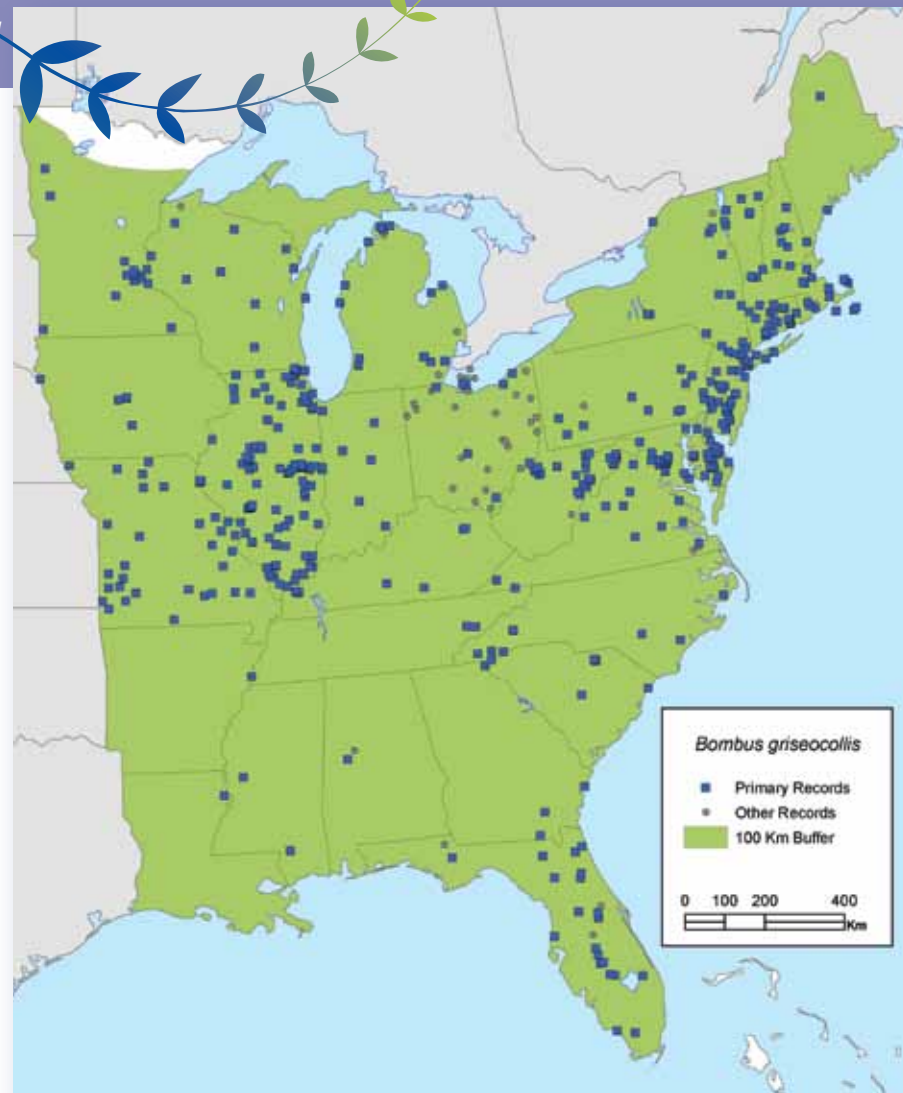 Bombus griseocollis
Primary Records
Other Records
100 Km Buffer
0 100 200 400
Km